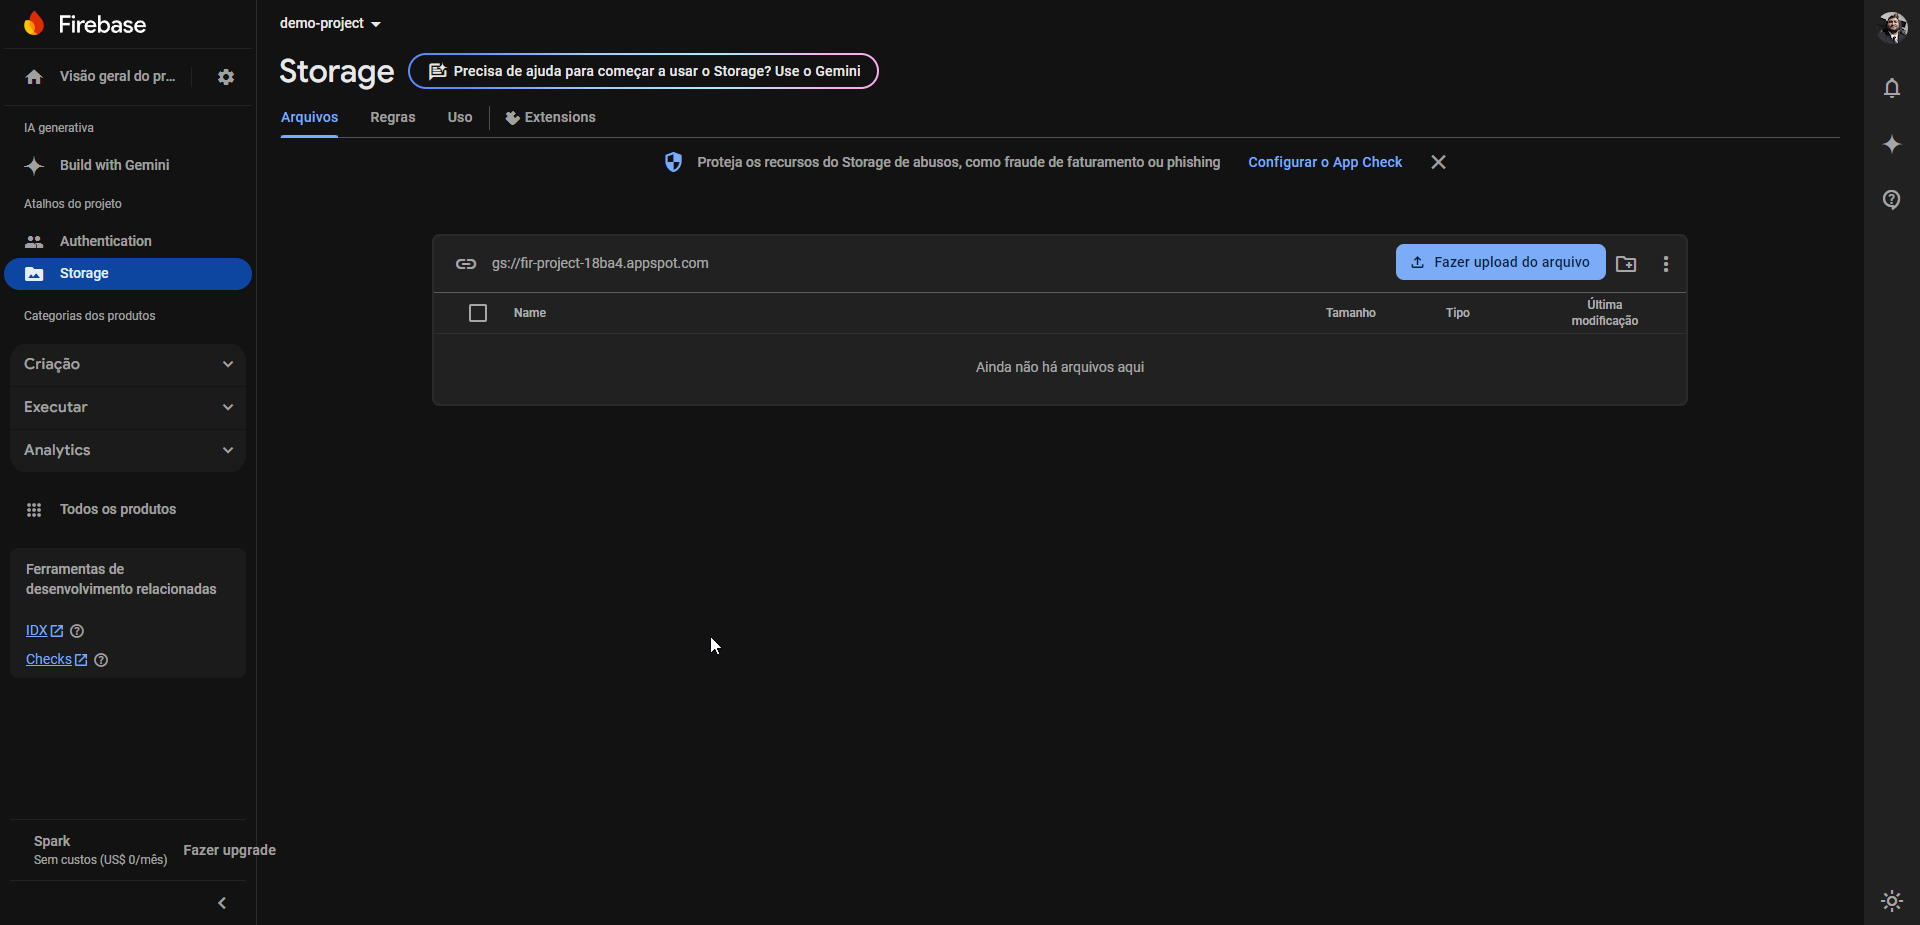 Firebase
demo-project
Visão geral do pr...
Storage
Precisa de ajuda para começar a usar o Storage? Use o Gemini
IA generativa
Build with Gemini
Atalhos do projeto
Authentication
Storage
Categorias dos produtos
Criação
Executar
Analytics
Todos os produtos
Ferramentas de
desenvolvimento relacionadas
IDX
Checks
Spark
Sem custos (US$ 0/mês)
Fazer upgrade
Arquivos
Regras
Uso
Extensions
Proteja os recursos do Storage de abusos, como fraude de faturamento ou phishing
Configurar o App Check
gs://fir-project-18ba4.appspot.com
Fazer upload do arquivo
Name
Tamanho
Tipo
Última
modificação
Ainda não há arquivos aqui